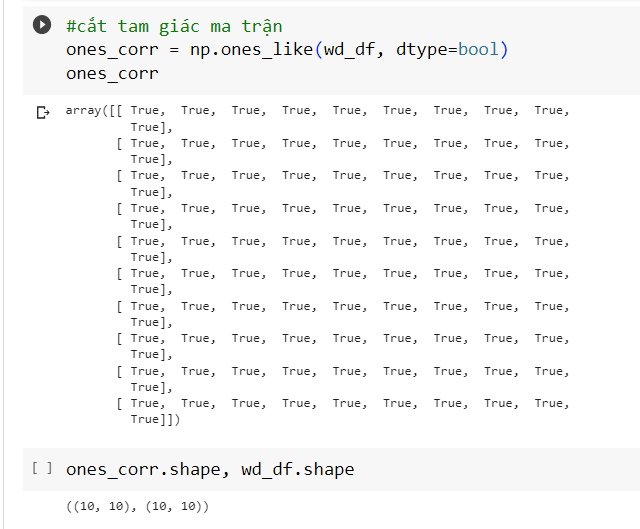 #cắt tam giác ma trận
ones_corr = np.ones_like(wd_df, dtype=bool)
ones_corr
array([[ True, True, True, True, True, True, True, True, True,
True],
[ True, True, True, True, True, True, True, True, True,
True],
[ True, True, True, True, True, True, True, True, True,
True],
[ True, True, True, True, True, True, True, True, True,
True],
[ True, True, True, True, True, True, True, True, True,
True],
[ True, True, True, True, True, True, True, True, True,
True],
[ True, True, True, True, True, True, True, True, True,
True],
[ True, True, True, True, True, True, True, True, True,
True],
[ True, True, True, True, True, True, True, True, True,
True],
[ True, True, True, True, True, True, True, True, True,
True]])
[ ] ones_corr.shape, wd_df.shape
((10, 10), (10, 10))